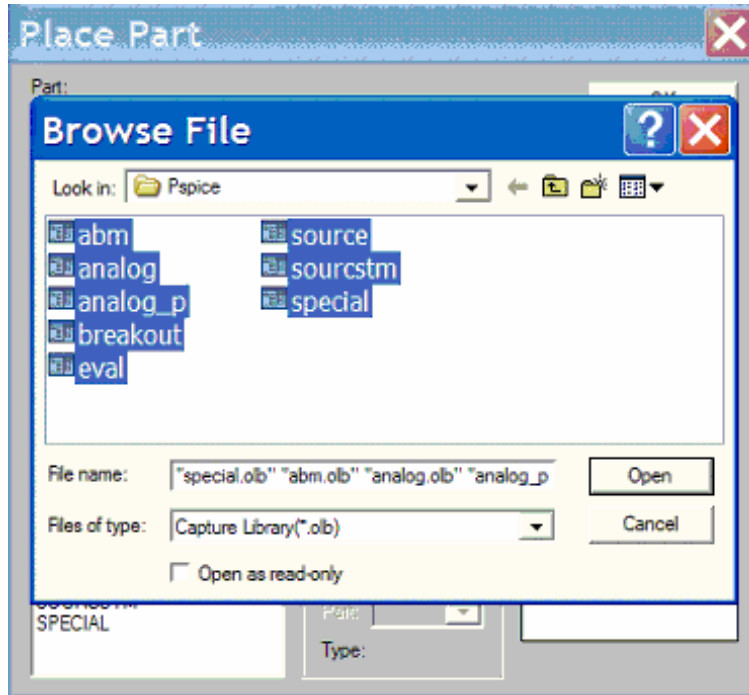 Place Part
Part:
Browse File
Look in: Pspice
abm
analog
analog_p
breakout
eval
source
sourcstm
special
File name: "special.olb" "abm.olb" "analog.olb" "analog_p
Open
Files of type: Capture Library(*.olb)
Cancel
Open as read-only
SPECIAL
Part:
Type: